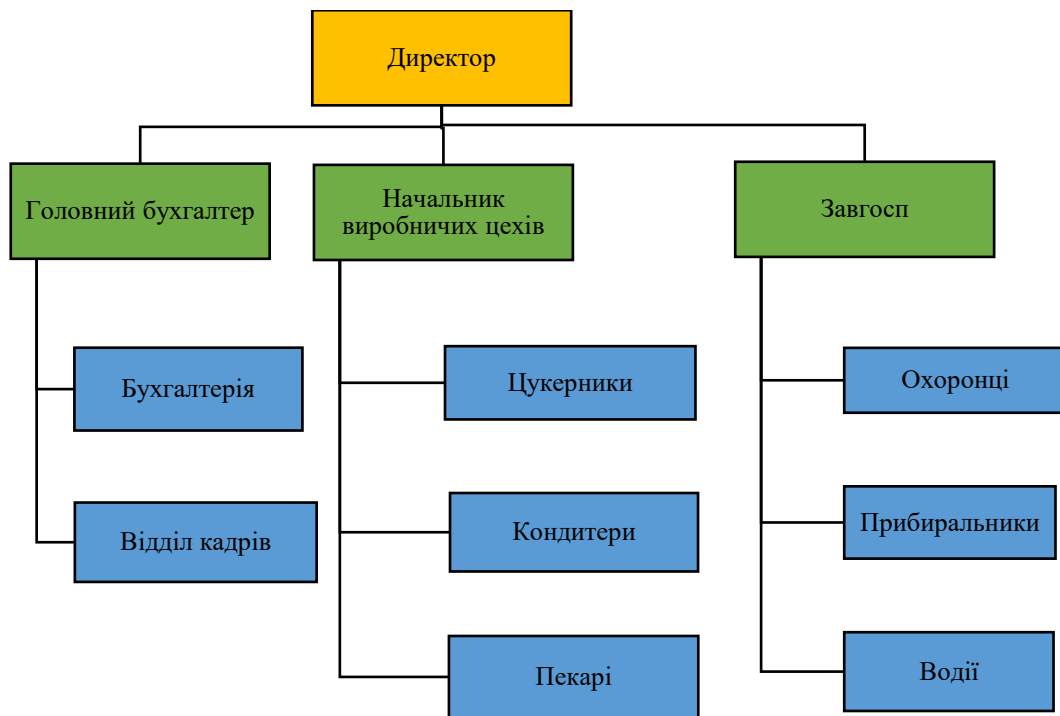 Директор
Головний бухгалтер
Начальник
виробничих цехів
Завгосп
Бухгалтерія
Цукерники
Охоронці
Відділ кадрів
Кондитери
Прибиральники
Пекарі
Водії